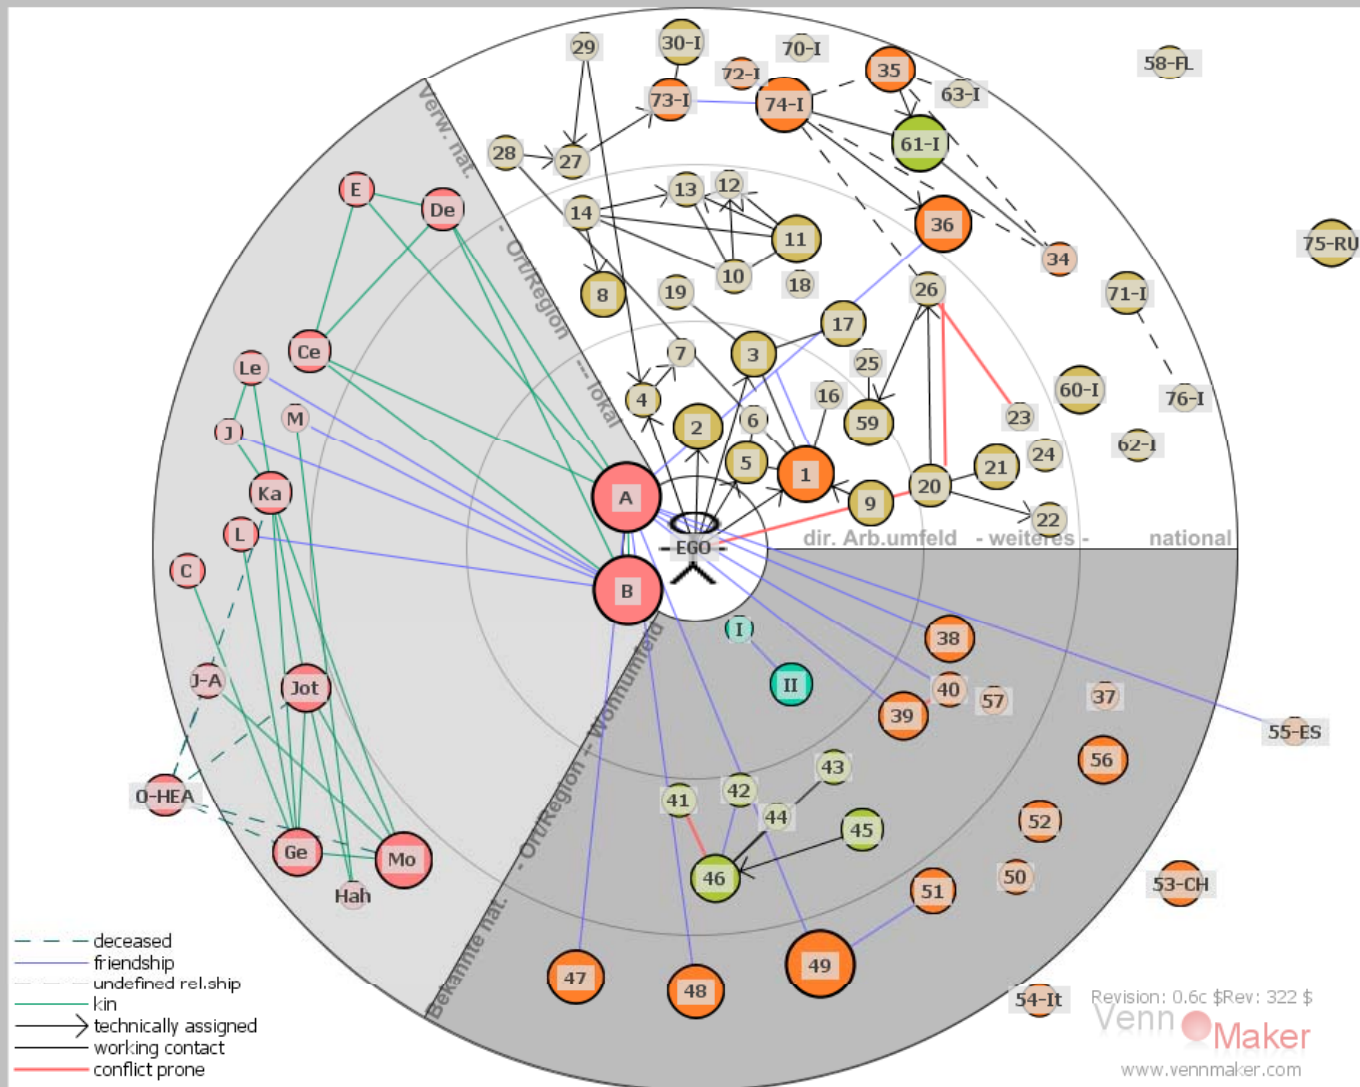 29
30-I
70-I
35
58-FL
72-I
73-I
74-I
63-I
61-I
28
27
Verw. nat.
E
De
14
13
12
11
36
34
75-RU
- Ort/Region
8
19
10
18
26
71-I
17
Ce
Le
7
3
25
60-I
76-I
--- lokal
4
16
J
M
2
6
59
23
62-I
5
1
24
21
20
Ka
A
9
22
L
EGO
dir. Arb.umfeld - weiteres - national
C
B
I
II
38
J-A
Jot
40
57
37
39
55-ES
- Ort/Region -- Wohnumfeld
43
56
O-HEA
41
42
44
45
52
Ge
Mo
46
50
51
53-CH
Hah
Bekannte nat.
47
48
49
54-It
deceased
friendship
undefined rel.ship
kin
technically assigned
working contact
conflict prone
Revision: 0.6c $Rev: 322 $
Venn
Maker
www.vennmaker.com